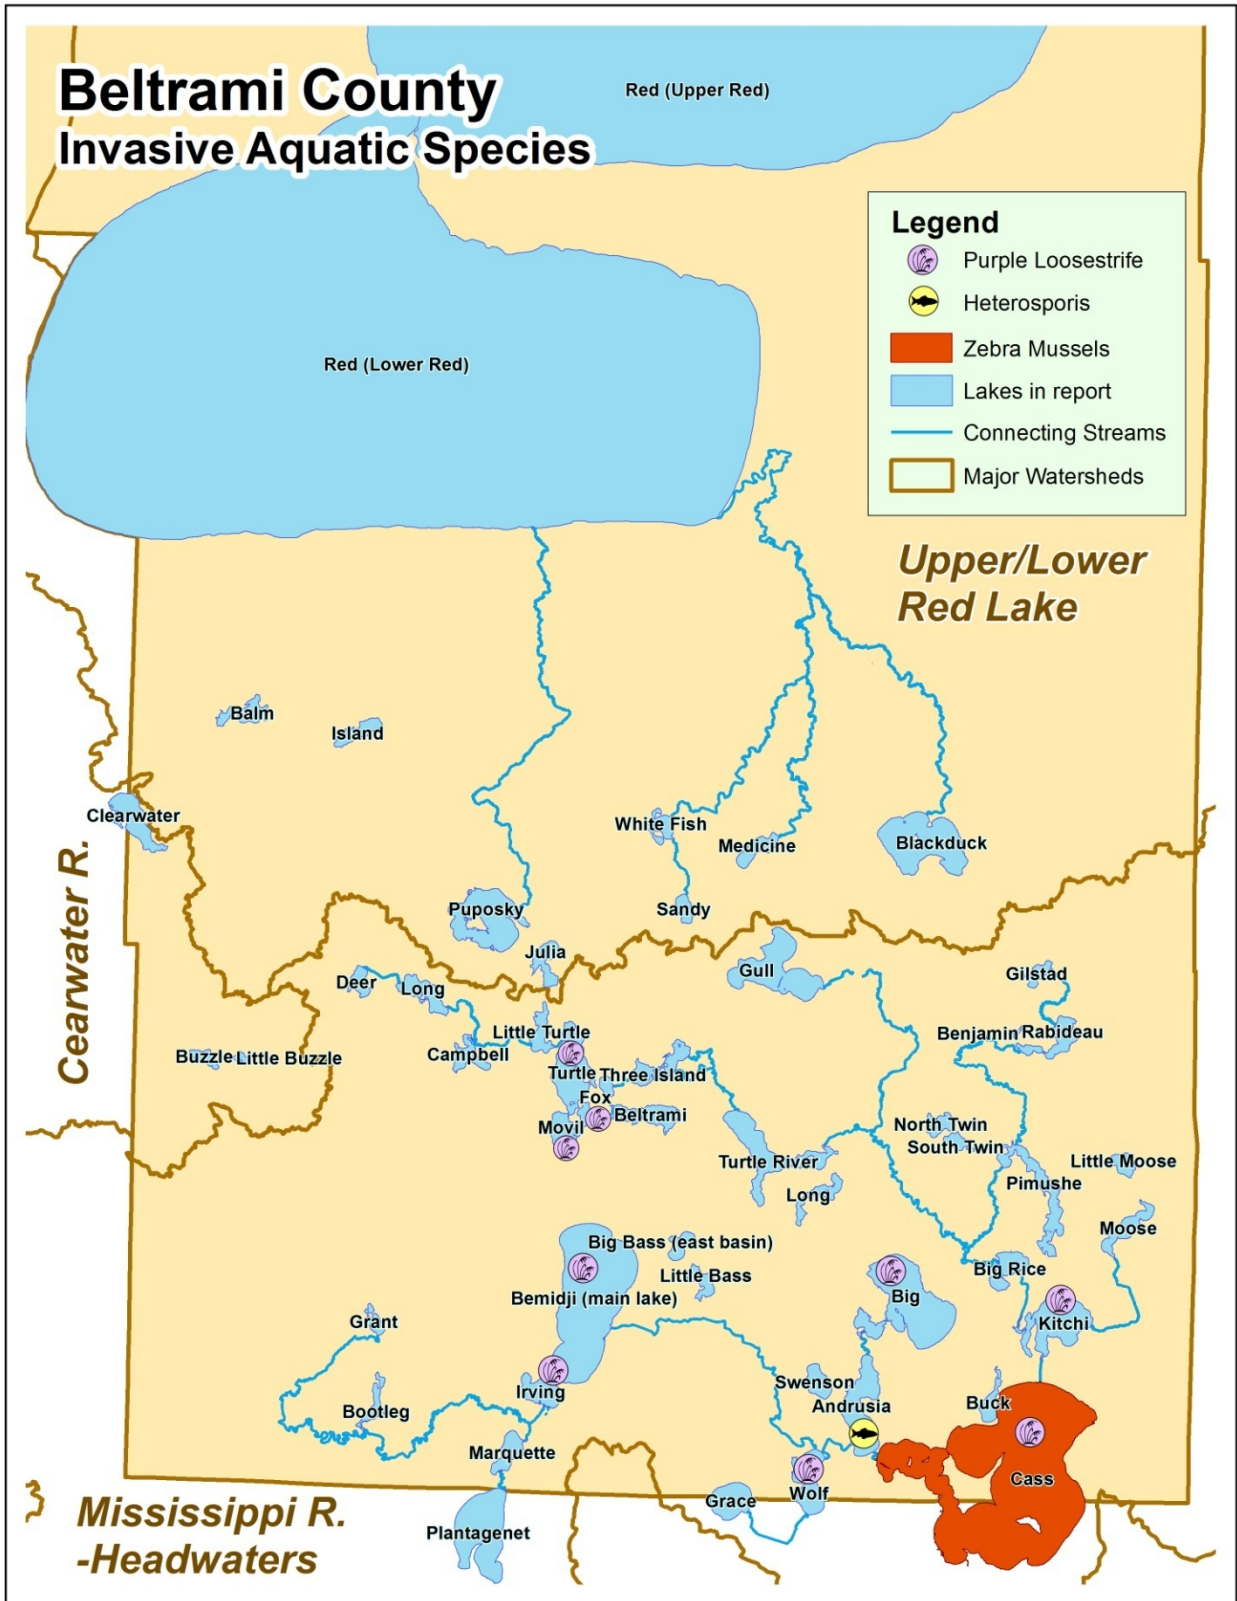 Beltrami County
Invasive Aquatic Species
Red (Upper Red)
Legend
Purple Loosestrife
Heterosporis
Zebra Mussels
Lakes in report
Connecting Streams
Major Watersheds
Red (Lower Red)
Upper/Lower
Red Lake
Balm
Island
Clearwater
White Fish
Medicine
Blackduck
Cearwater R.
Puposky
Sandy
Julia
Gull
Gilstad
Deer
Long
Little Turtle
Benjamin
Rabideau
Buzzle
Little Buzzle
Campbell
Turtle
Three Island
Fox
Beltrami
Movil
North Twin
South Twin
Turtle River
Little Moose
Pimushe
Long
Moose
Big Bass (east basin)
Little Bass
Big Rice
Bemidji (main lake)
Big
Grant
Kitchi
Irving
Swenson
Bootleg
Andrusia
Buck
Marquette
Cass
Wolf
Grace
Plantagenet
Mississippi R.
-Headwaters